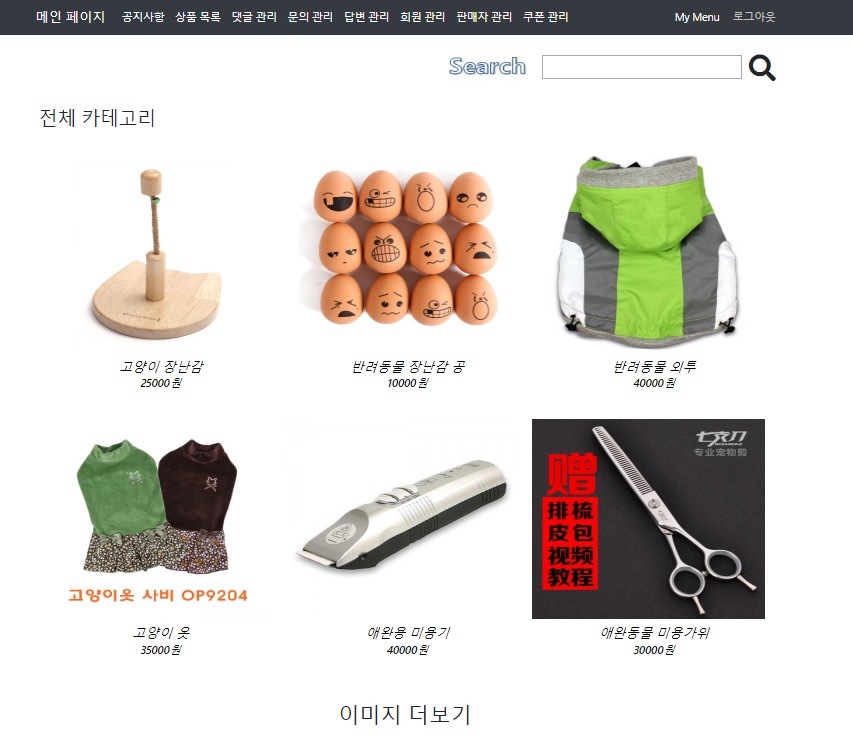 메인 페이지 공지사항 상품 목록 댓글 관리 문의 관리 답변 관리 회원 관리 판매자 관리 쿠폰 관리 My Menu 로그아웃
Search
전체 카테고리
고양이 장난감
25000원
반려동물 장난감 공
10000원
반려동물 외투
40000원
고양이옷 사비 OP9204
고양이 옷
35000원
애완용 미용기
40000원
七克刀
专业宠物剪
赠
排梳
皮包
视频
教程
애완동물 미용가위
30000원
이미지 더보기